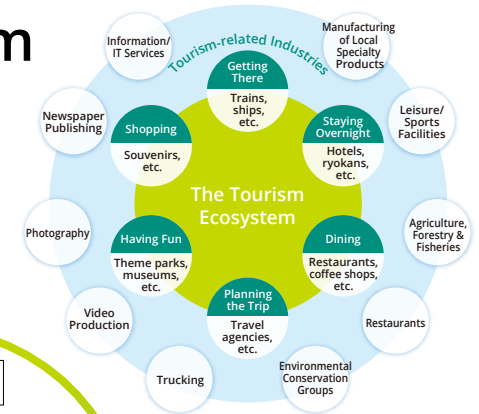 m
Tourism-related Industries
Information/
IT Services
Manufacturing
of Local
Specialty
Products
Getting
There
Trains,
ships,
etc.
Newspaper
Publishing
Shopping
Souvenirs,
etc.
Staying
Overnight
Hotels,
ryokans,
etc.
Leisure/
Sports
Facilities
The Tourism
Ecosystem
Photography
Having Fun
Theme parks,
museums,
etc.
Dining
Restaurants,
coffee shops,
etc.
Agriculture,
Forestry &
Fisheries
Planning
the Trip
Travel
agencies,
etc.
Video
Production
Restaurants
Trucking
Environmental
Conservation
Groups